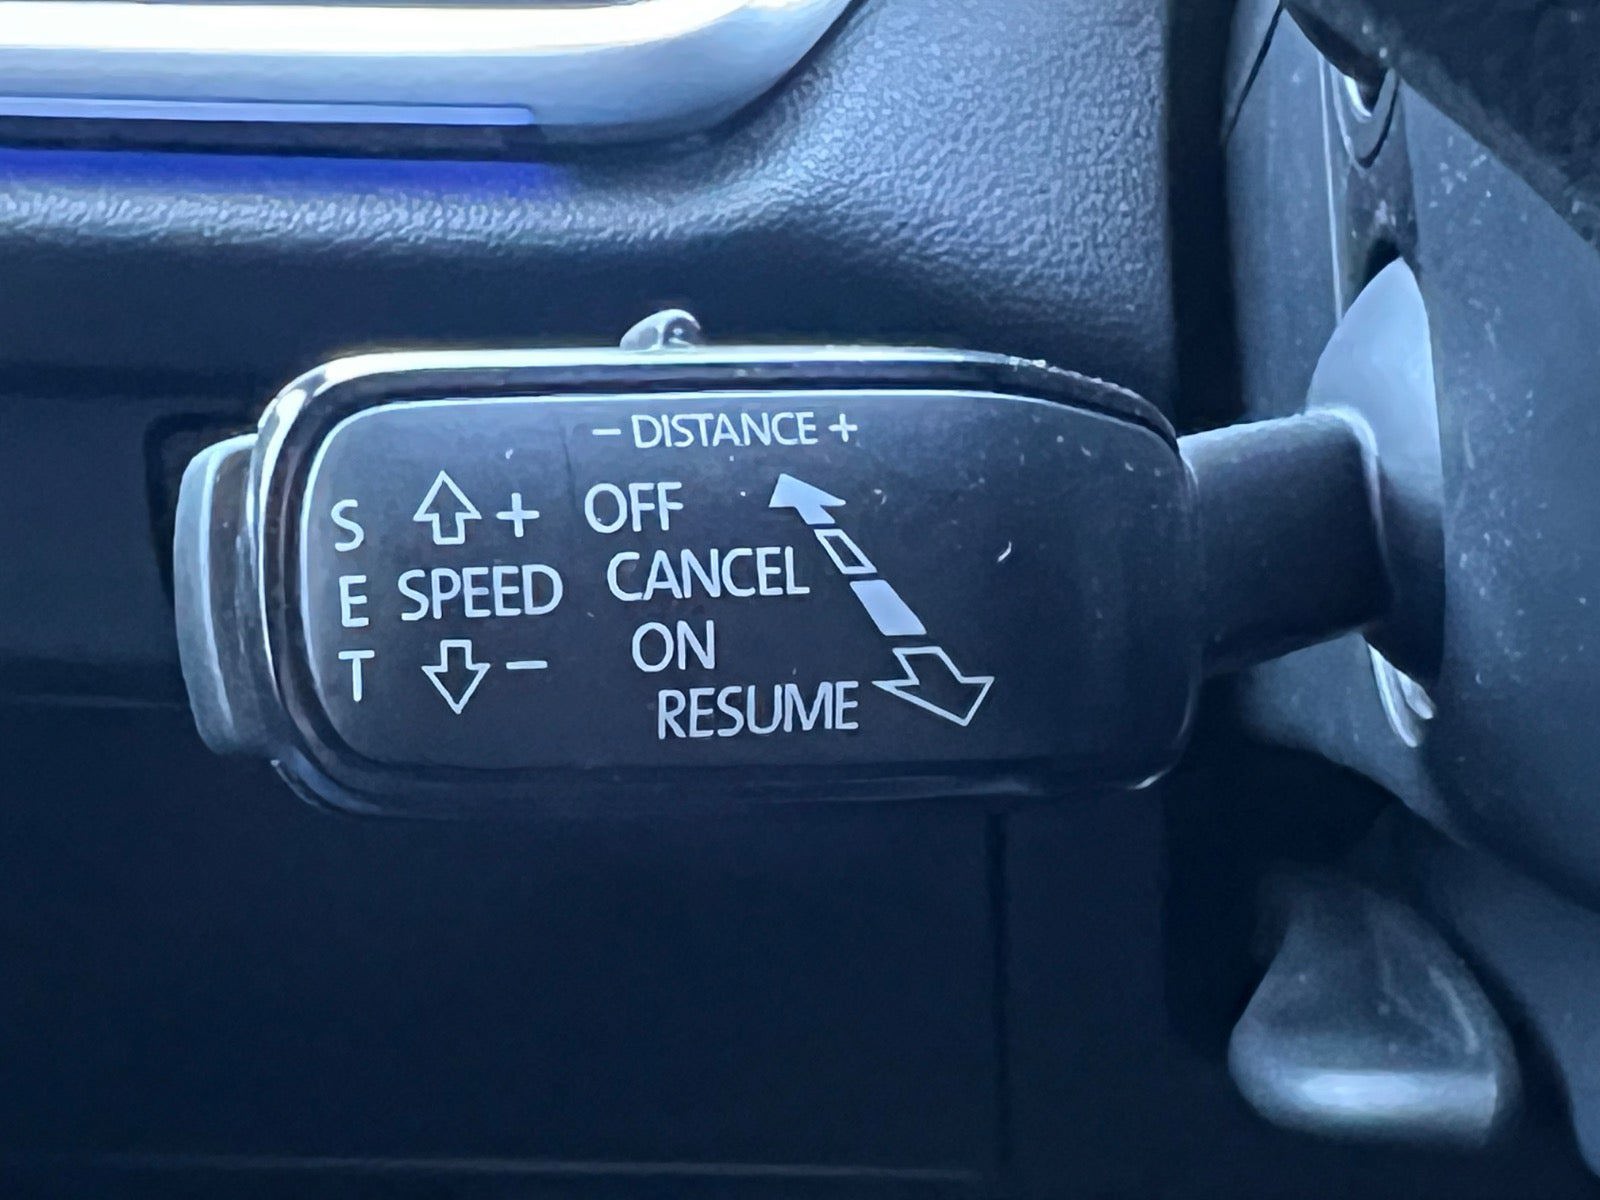 − DISTANCE +
S
E
T
+
SPEED
−
OFF
CANCEL
ON
RESUME